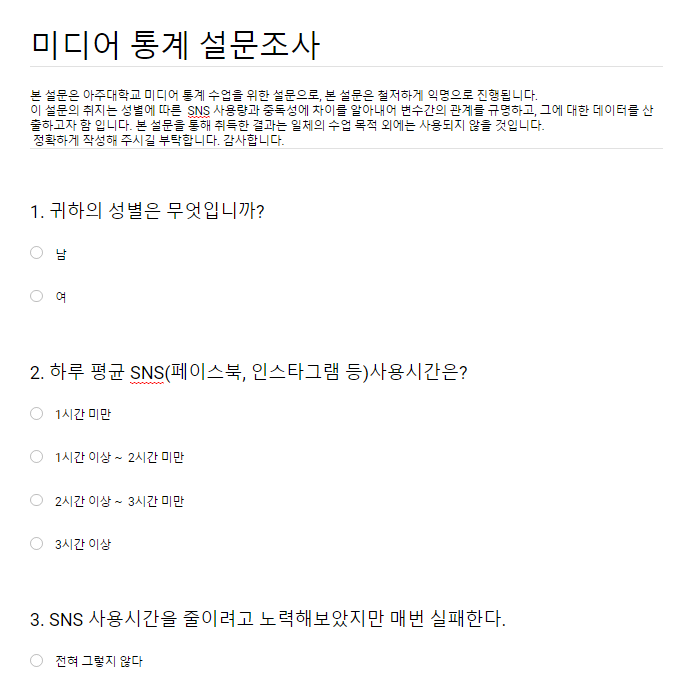 미디어 통계 설문조사
본 설문은 아주대학교 미디어 통계 수업을 위한 설문으로, 본 설문은 철저하게 익명으로 진행됩니다.
이 설문의 취지는 성별에 따른 SNS 사용량과 중독성에 차이를 알아내어 변수간의 관계를 규명하고, 그에 대한 데이터를 산
출하고자 함 입니다. 본 설문을 통해 취득한 결과는 일체의 수업 목적 외에는 사용되지 않을 것입니다.
정확하게 작성해 주시길 부탁합니다. 감사합니다.
1. 귀하의 성별은 무엇입니까?
남
여
2. 하루 평균 SNS(페이스북, 인스타그램 등)사용시간은?
1시간 미만
1시간 이상 ~ 2시간 미만
2시간 이상 ~ 3시간 미만
3시간 이상
3. SNS 사용시간을 줄이려고 노력해보았지만 매번 실패한다.
전혀 그렇지 않다